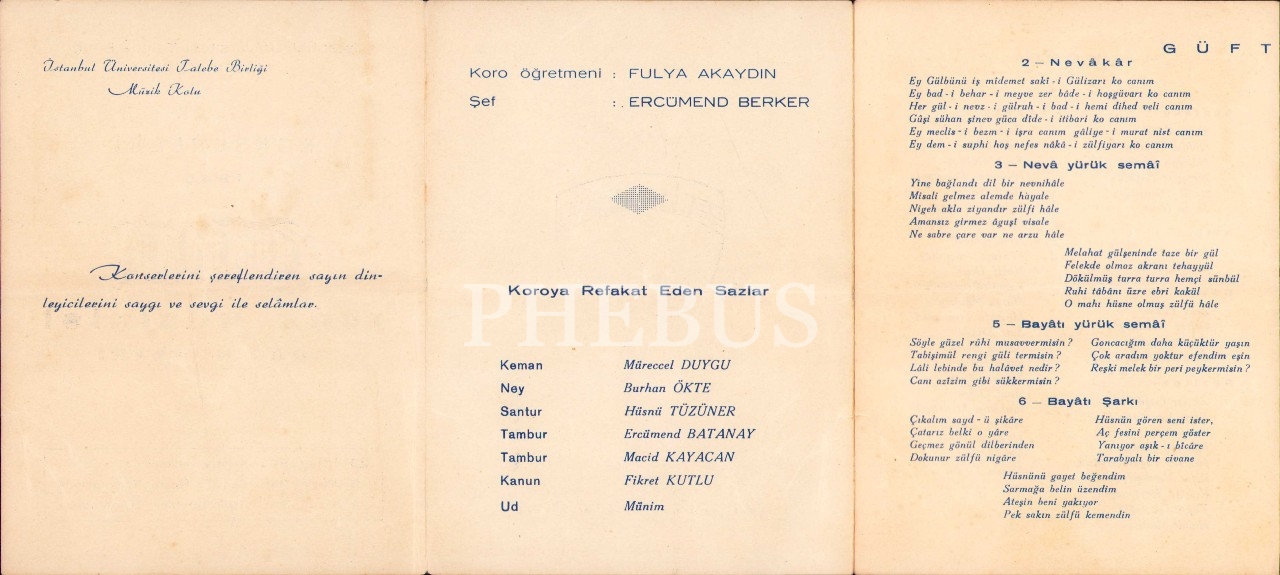 İstanbul Üniversitesi Talebe Birliği
Müzik Kolu
Konserlerini şereflendiren sayın din-
leyicilerini saygı ve sevgi ile selâmlar.
Koro öğretmeni : FULYA AKAYDIN
Şef :. ERCÜMEND BERKER
Koroya Refakat Eden Sazlar
PHEBUS
Keman Müreccel DUYGU
Ney Burhan ÖKTE
Santur Hüsnü TÜZÜNER
Tambur Ercümend BATANAY
Tambur Macid KAYACAN
Kanun Fikret KUTLU
Ud Münim
G Ü F T
2 — Nevâkâr
Ey Gülbünü iş mîdemet sakî - i Gülizarı ko canım
Ey bad - i behar - i meyve zer bâde - i hoşgüvarı ko canım
Her gül - i nevz - i gülruh - i bad - i hemi dihed veli canım
Gûşi sühan şinev güca dîde - i itibari ko canım
Ey meclis - i bezm - i işra canım gâliye - i murat nist canım
Ey dem - i suphi hoş nefes nâkâ - i zülfiyarı ko canım
3 — Nevâ yürük semâî
Yine bağlandı dil bir nevnihâle
Misali gelmez alemde hayale
Nigeh akla ziyandır zülfi hâle
Amansız girmez âguşî visale
Ne sabre çare var ne arzu hâle
Melahat gülşeninde taze bir gül
Felekde olmaz akranı tehayyül
Dökülmüş turra turra hemçi sünbül
Ruhi tâbânı üzre ebri kakül
O mahı hüsne olmuş zülfü hâle
5 — Bayâtı yürük semâî
Söyle güzel rûhi musavvermisin ?
Tabişimül rengi güli termisin ?
Lâli lebinde bu halâvet nedir ?
Canı azîzim gibi sükkermisin ?
Goncacığım daha küçüktür yaşın
Çok aradım yoktur efendim eşin
Reşki melek bir peri peykermisin ?
6 — Bayâtı Şarkı
Çıkalım sayd - ü şikâre
Çatarız belki o yâre
Geçmez gönül dilberinden
Dokunur zülfü nigâre
Hüsnün gören seni ister,
Aç fesini perçem göster
Yanıyor aşık - ı bîcâre
Tarabyalı bir civane
Hüsnünü gayet beğendim
Sarmağa belin üzendim
Ateşin beni yakıyor
Pek sakın zülfü kemendin